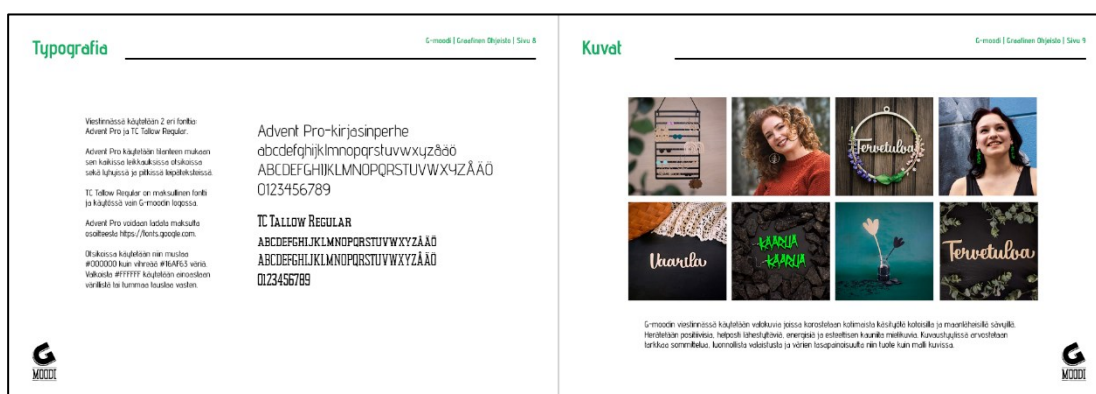 Typografia
G-moodi | Graafinen Ohjeisto | Sivu 8
Viestinnässä käytetään 2 eri fonttia:
Advent Pro ja TC Tallow Regular.
Advent Pro käytetään tilanteen mukaan
sen kaikissa leikkauksissa otsikoissa
sekä lyhyissä ja pitkissä leipäteksteissä.
TC Tallow Regular on maksullinen fontti
ja käytössä vain G-moodin logossa.
Advent Pro voidaan ladata maksutta
osoitteesta https://fonts.google.com.
Otsikoissa käytetään niin mustaa
#000000 kuin vihreää #16AF63 väriä.
Valkoista #FFFFFF käytetään ainoastaan
värillistä tai tummaa taustaa vasten.
Advent Pro-kirjasinperhe
abcdefghijklmnopqrstuvwxyzåäö
ABCDEFGHIJKLMNOPQRSTUVWXYZÅÄÖ
0123456789
TC Tallow Regular
ABCDEFGHIJKLMNOPQRSTUVWXYZÅÄÖ
ABCDEFGHIJKLMNOPQRSTUVWXYZÅÄÖ
0123456789
G
MOODI
Kuvat
G-moodi | Graafinen Ohjeisto | Sivu 9
Tervetuloa
Vaarila
KAARIJA
KAARIJA
Tervetuloa
G-moodin viestinnässä käytetään valokuvia joissa korostetaan kotimaista käsityötä kotoisilla ja maanläheisillä sävyillä.
Herätetään positiivisia, helposti lähestyttäviä, energisiä ja esteettisen kauniita mielikuvia. Kuvaustyylissä arvostetaan
tarkkaa sommittelua, luonnollista valaistusta ja värien tasapainoisuutta niin tuote kuin malli kuvissa.
G
MOODI